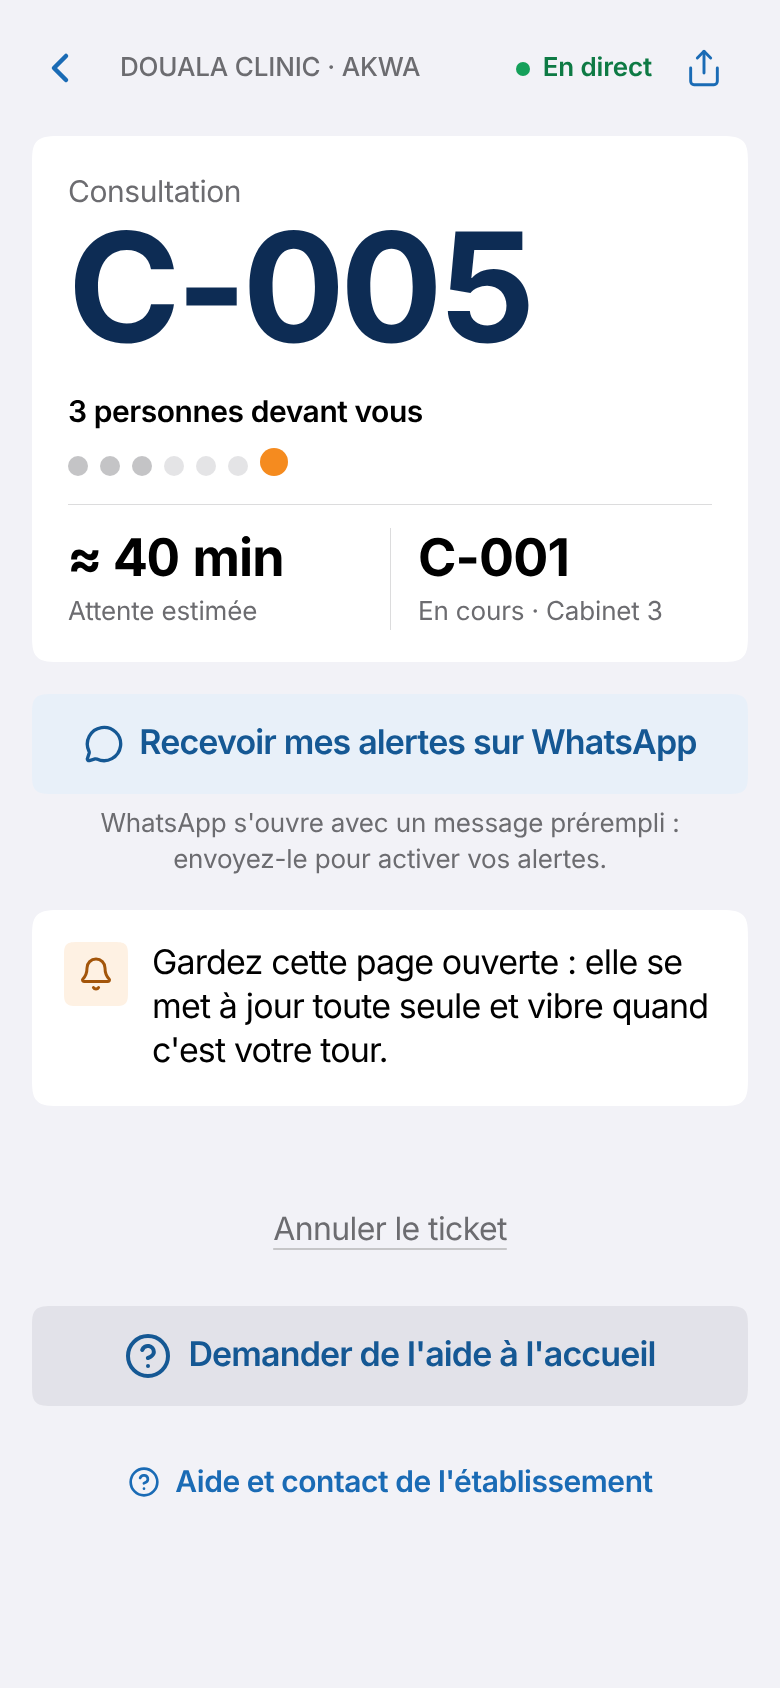 DOUALA CLINIC · AKWA
En direct
Consultation
C-005
3 personnes devant vous
≈ 40 min
Attente estimée
C-001
En cours · Cabinet 3
Recevoir mes alertes sur WhatsApp
WhatsApp s'ouvre avec un message prérempli :
envoyez-le pour activer vos alertes.
Gardez cette page ouverte : elle se
met à jour toute seule et vibre quand
c'est votre tour.
Annuler le ticket
Demander de l'aide à l'accueil
Aide et contact de l'établissement